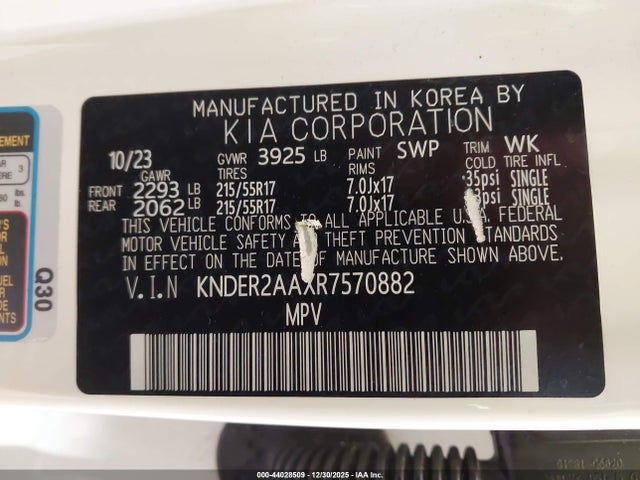 MANUFACTURED IN KOREA BY
KIA CORPORATION
10/23 GVWR 3925 LB PAINT SWP TRIM WK
GAWR TIRES RIMS COLD TIRE INFL.
FRONT 2293 LB 215/55R17 7.0Jx17 35psi SINGLE
REAR 2062 LB 215/55R17 7.0Jx17 SINGLE
THIS VEHICLE CONFORMS TO ALL APPLICABLE U.S.A. FEDERAL
MOTOR VEHICLE SAFETY THEFT PREVENTION STANDARDS
IN EFFECT ON THE DATE OF MANUFACTURE SHOWN ABOVE.
V.I.N KNDER2AAXR7570882
MPV
Q30
000-44028509 - 12/30/2025 - IAA Inc.